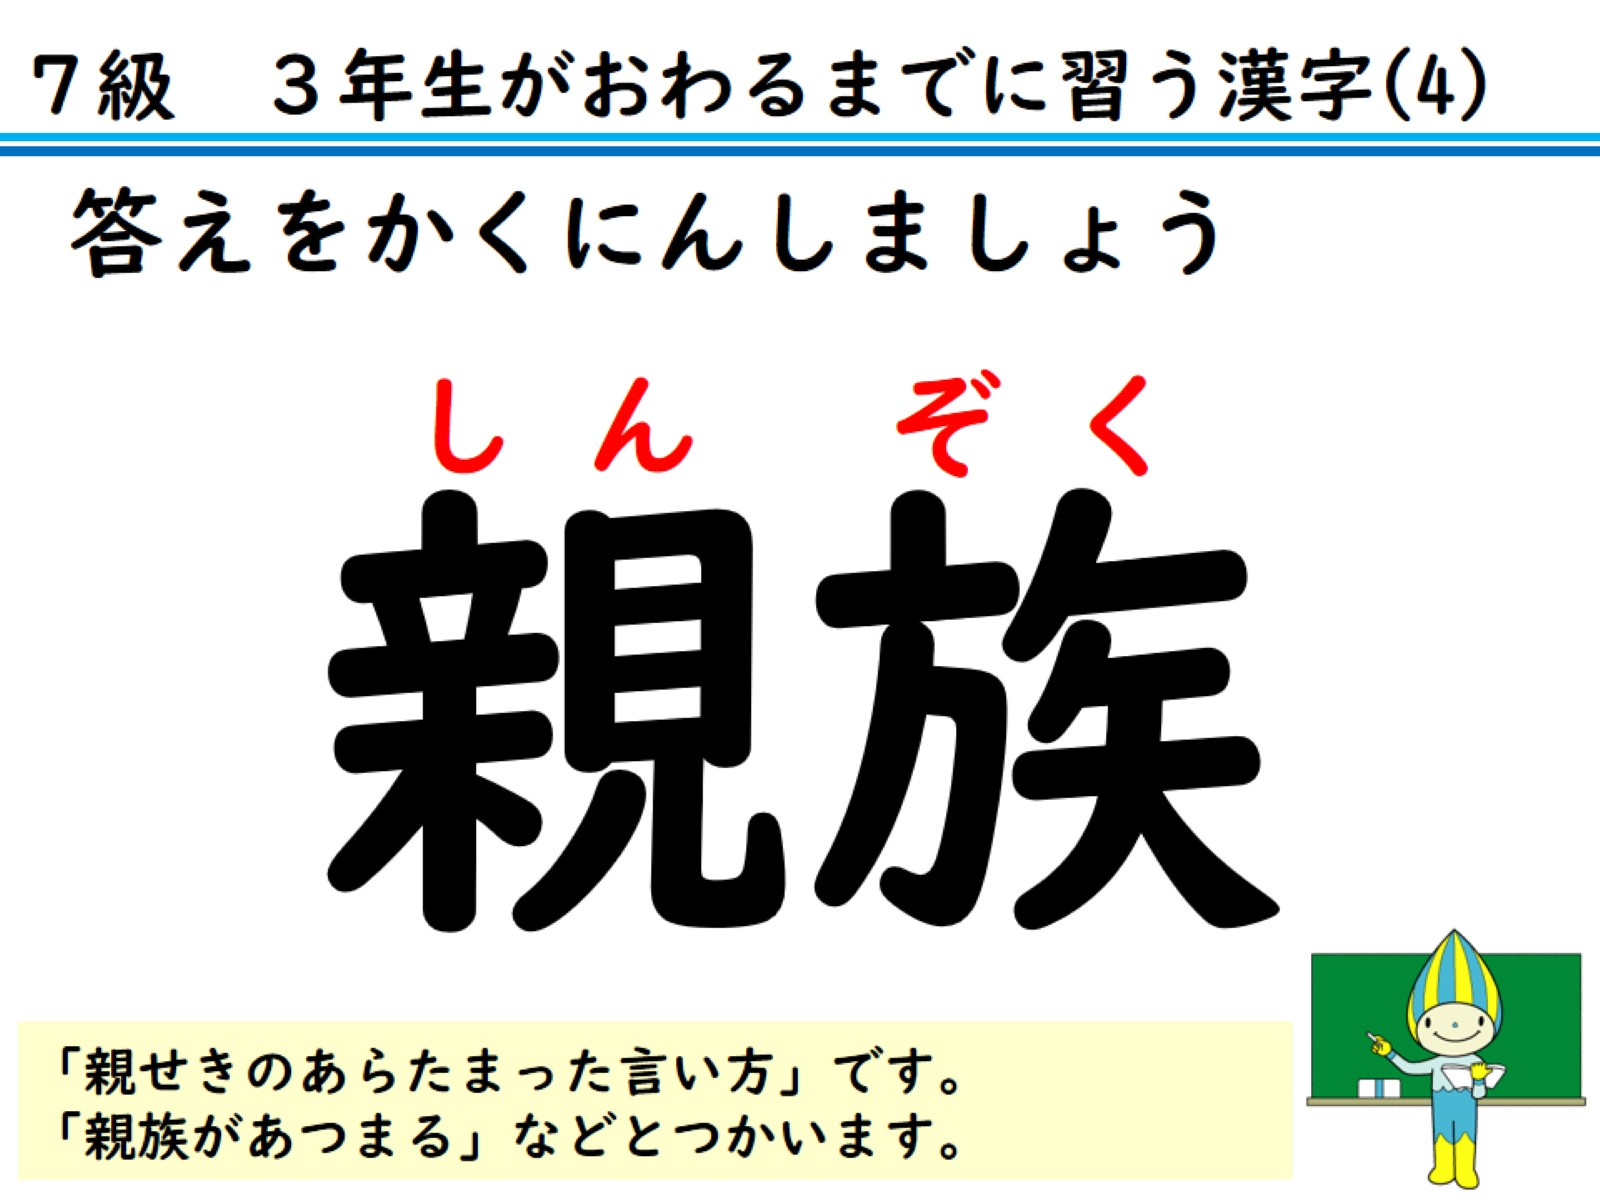 ７級　３年生がおわるまでに習う漢字(4)
答えをかくにんしましょう
しんぞく
親族
「親せきのあらたまった言い方」です。
「親族があつまる」などとつかいます。